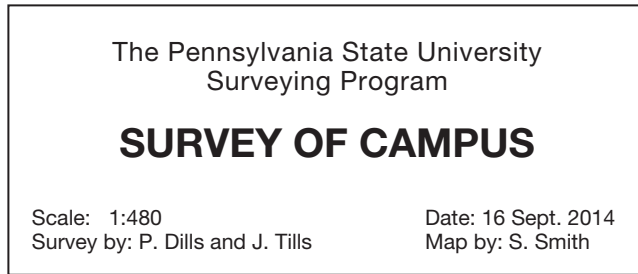 The Pennsylvania State University
Surveying Program
SURVEY OF CAMPUS
Scale: 1:480 Date: 16 Sept. 2014
Survey by: P. Dills and J. Tills Map by: S. Smith